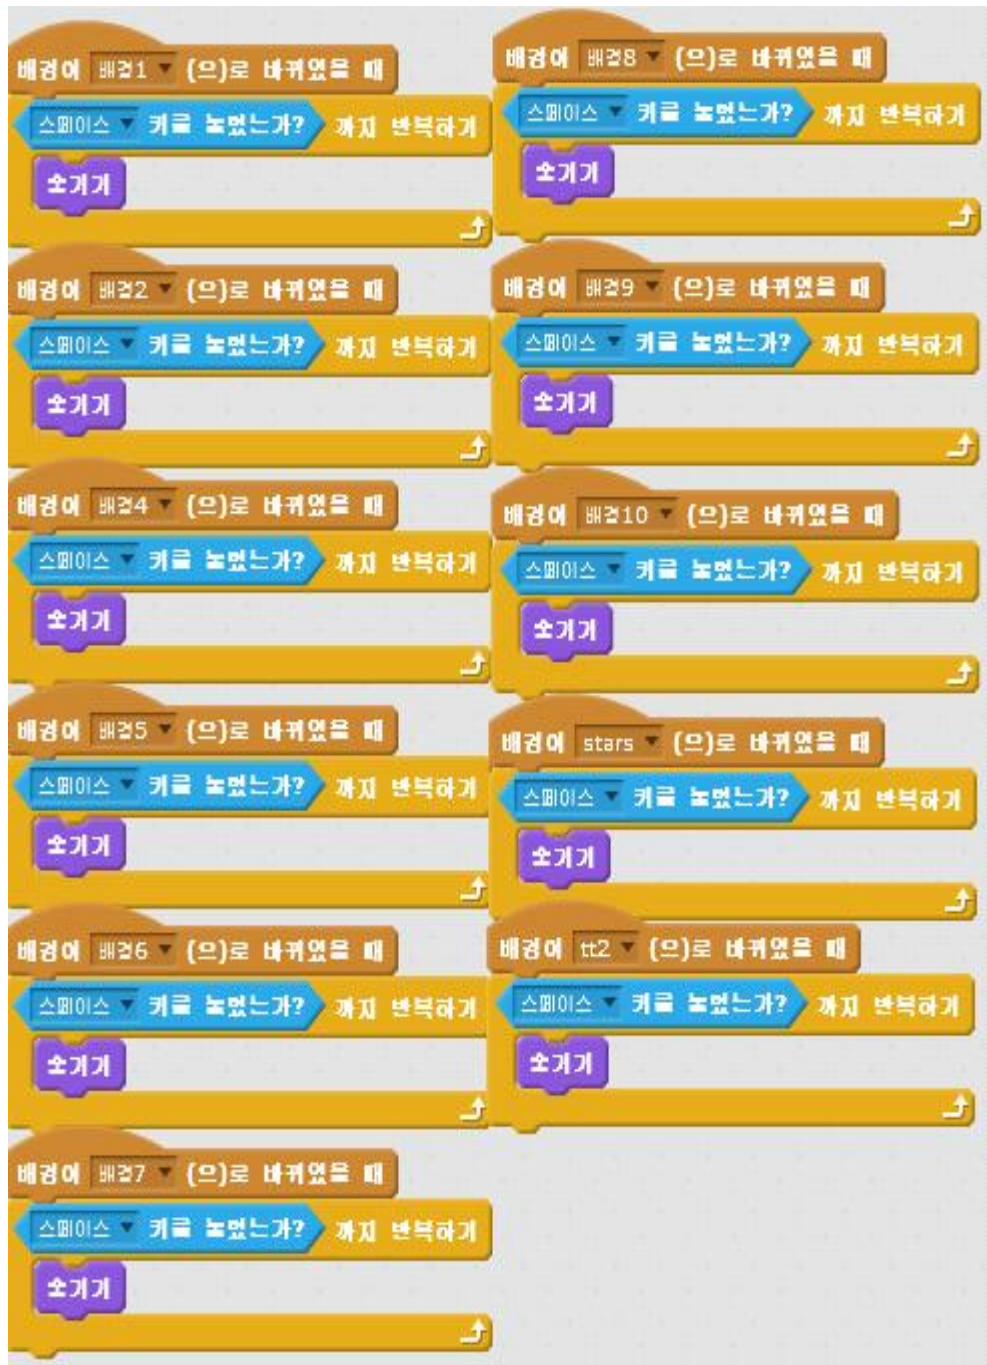 배경이 배경1 (으)로 바뀌었을 때
스페이스 키를 눌렀는가? 까지 반복하기
숨기기
배경이 배경2 (으)로 바뀌었을 때
스페이스 키를 눌렀는가? 까지 반복하기
숨기기
배경이 배경4 (으)로 바뀌었을 때
스페이스 키를 눌렀는가? 까지 반복하기
숨기기
배경이 배경5 (으)로 바뀌었을 때
스페이스 키를 눌렀는가? 까지 반복하기
숨기기
배경이 배경6 (으)로 바뀌었을 때
스페이스 키를 눌렀는가? 까지 반복하기
숨기기
배경이 배경7 (으)로 바뀌었을 때
스페이스 키를 눌렀는가? 까지 반복하기
숨기기
배경이 배경8 (으)로 바뀌었을 때
스페이스 키를 눌렀는가? 까지 반복하기
숨기기
배경이 배경9 (으)로 바뀌었을 때
스페이스 키를 눌렀는가? 까지 반복하기
숨기기
배경이 배경10 (으)로 바뀌었을 때
스페이스 키를 눌렀는가? 까지 반복하기
숨기기
배경이 stars (으)로 바뀌었을 때
스페이스 키를 눌렀는가? 까지 반복하기
숨기기
배경이 tt2 (으)로 바뀌었을 때
스페이스 키를 눌렀는가? 까지 반복하기
숨기기